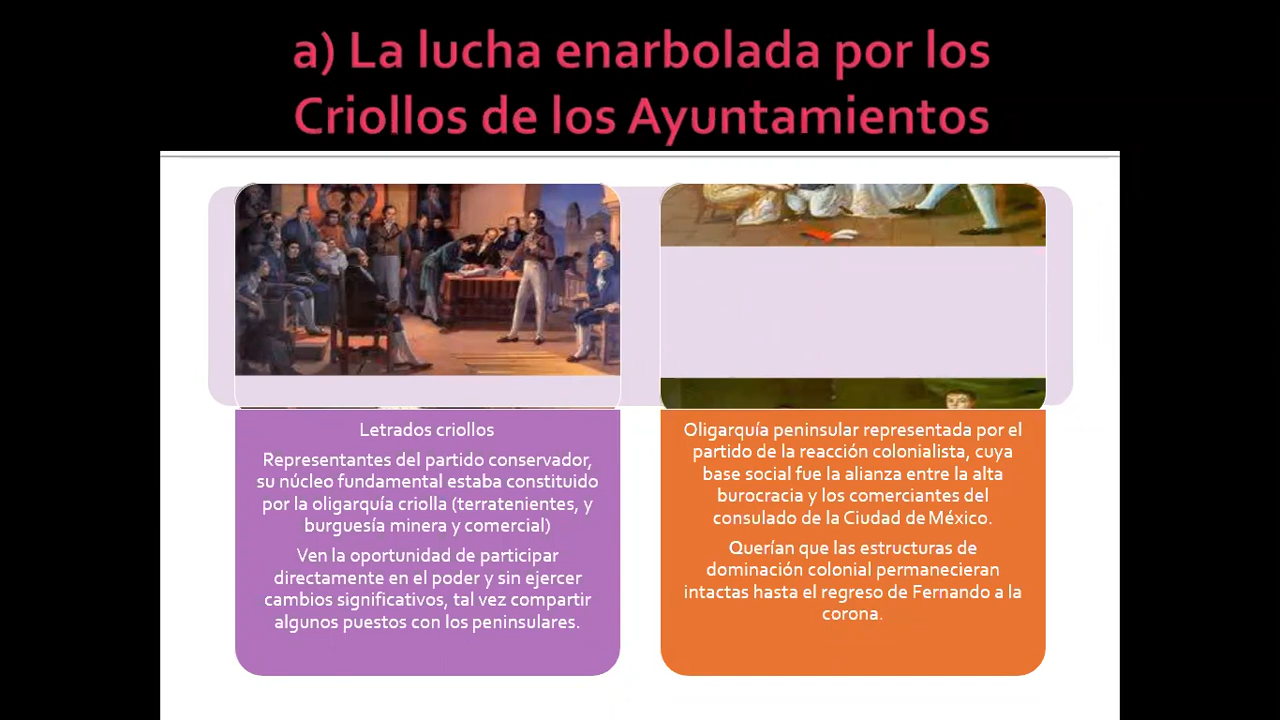 a) La lucha enarbolada por los
Criollos de los Ayuntamientos
Letrados criollos
Representantes del partido conservador,
su núcleo fundamental estaba constituido
por la oligarquía criolla (terratenientes, y
burguesía minera y comercial)
Ven la oportunidad de participar
directamente en el poder y sin ejercer
cambios significativos, tal vez compartir
algunos puestos con los peninsulares.
Oligarquía peninsular representada por el
partido de la reacción colonialista, cuya
base social fue la alianza entre la alta
burocracia y los comerciantes del
consulado de la Ciudad de México.
Querían que las estructuras de
dominación colonial permanecieran
intactas hasta el regreso de Fernando a la
corona.